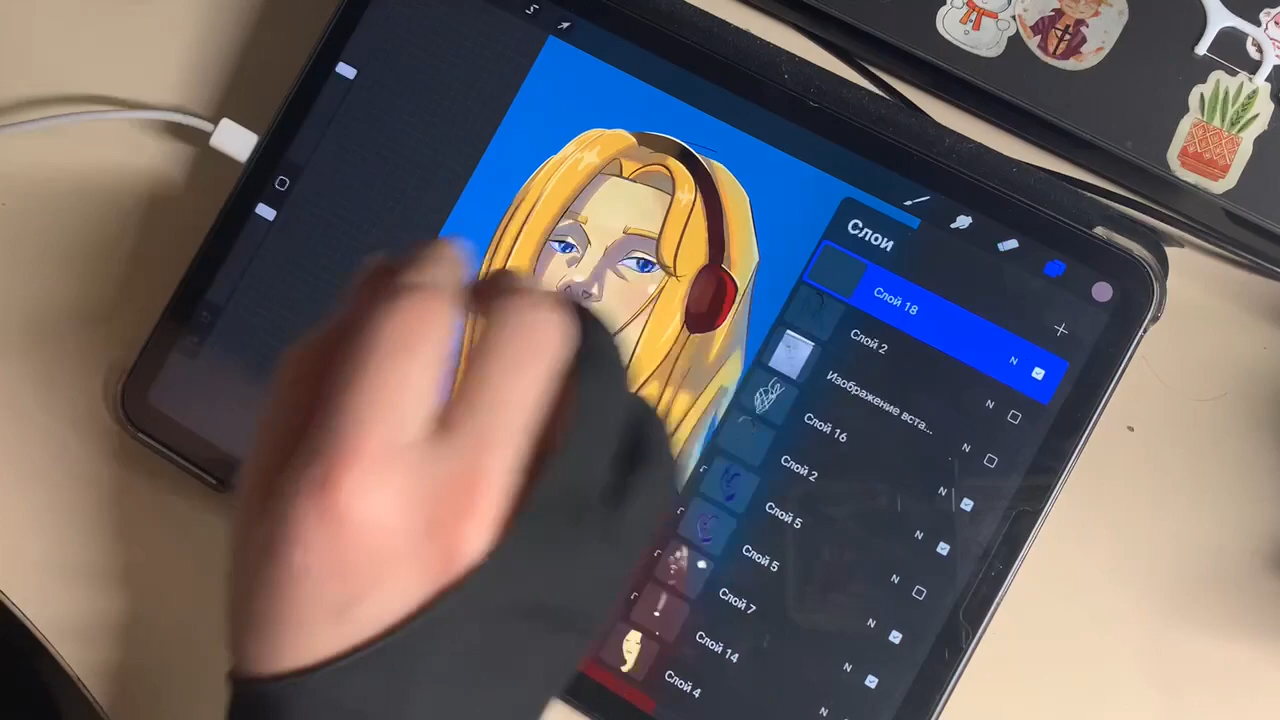 Слои
Слой 18
N
Слой 2
N
Изображение вста...
N
Слой 16
N
Слой 2
N
Слой 5
N
Слой 5
N
Слой 7
N
Слой 14
N
Слой 4